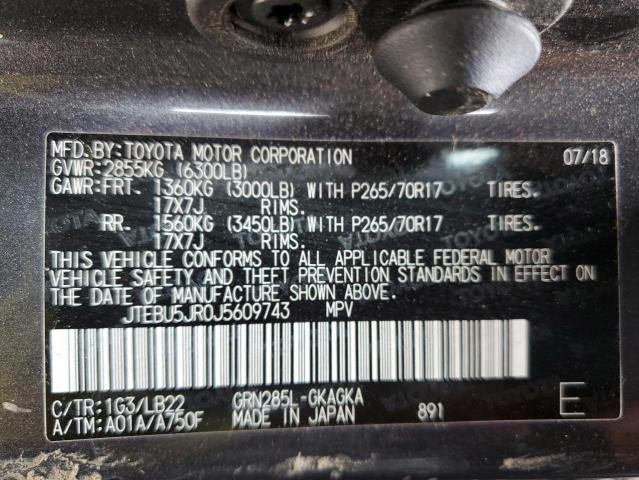 MFD.BY:TOYOTA MOTOR CORPORATION 07/18
GVWR:2855KG (6300LB)
GAWR:FRT. 1360KG (3000LB) WITH P265/70R17 TIRES.
17X7J RIMS.
RR. 1560KG (3450LB) WITH P265/70R17 TIRES.
17X7J RIMS.
THIS VEHICLE CONFORMS TO ALL APPLICABLE FEDERAL MOTOR
VEHICLE SAFETY AND THEFT PREVENTION STANDARDS IN EFFECT ON
THE DATE OF MANUFACTURE SHOWN ABOVE.
JTEBU5JR0J5609743 MPV
C/TR:1G3/LB22 GRN285L-GKAGKA
A/TM:A01A/A750F MADE IN JAPAN 891 E